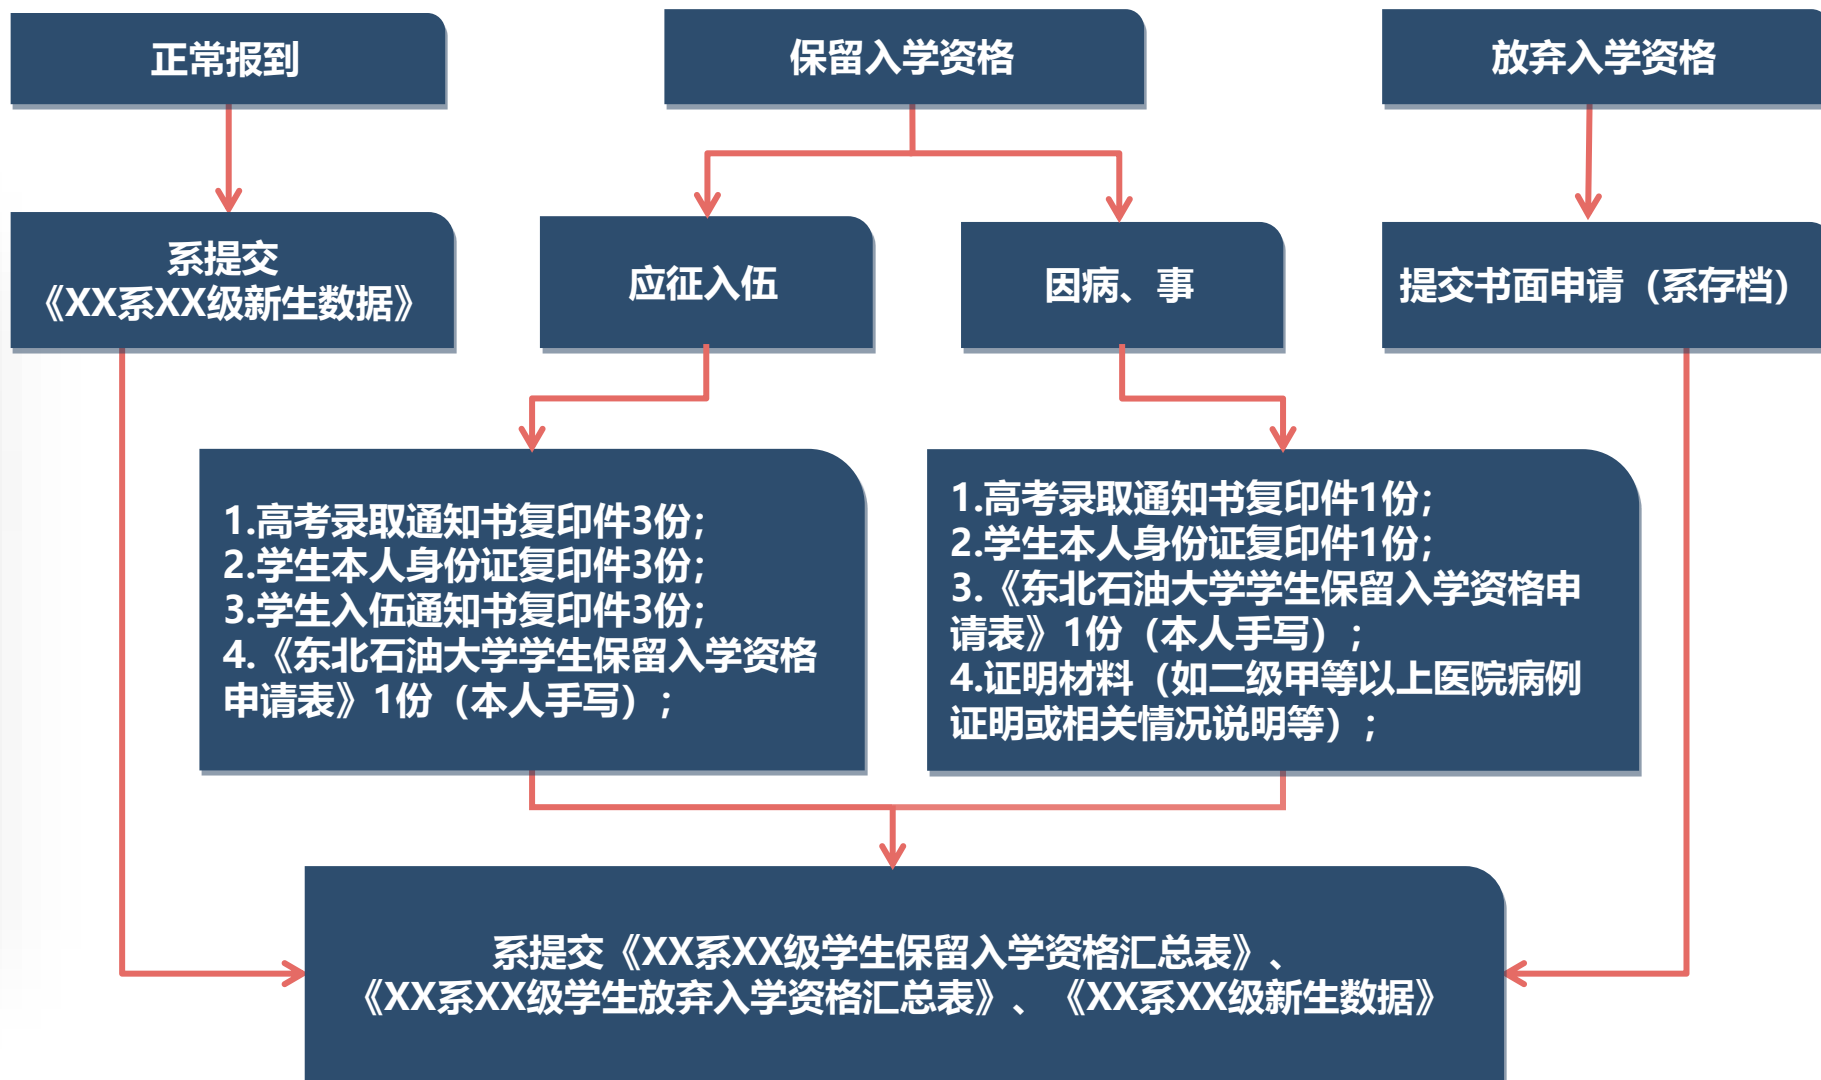 正常报到
保留入学资格
放弃入学资格
系提交
《XX系XX级新生数据》
应征入伍
因病、事
提交书面申请（系存档）
1.高考录取通知书复印件3份；
2.学生本人身份证复印件3份；
3.学生入伍通知书复印件3份；
4.《东北石油大学学生保留入学资格
申请表》1份（本人手写）；
1.高考录取通知书复印件1份；
2.学生本人身份证复印件1份；
3.《东北石油大学学生保留入学资格申
请表》1份（本人手写）；
4.证明材料（如二级甲等以上医院病例
证明或相关情况说明等）；
系提交《XX系XX级学生保留入学资格汇总表》、
《XX系XX级学生放弃入学资格汇总表》、《XX系XX级新生数据》